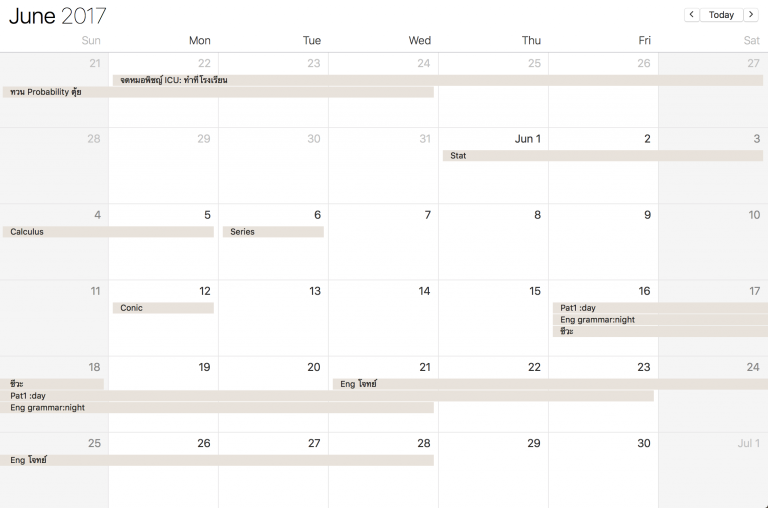 June 2017
< Today >
Sun Mon Tue Wed Thu Fri Sat
21 22 23 24 25 26 27
จดหมอพิชญ์ ICU: ทำที่โรงเรียน
ทวน Probability ตุ้ย
28 29 30 31 Jun 1 2 3
Stat
4 5 6 7 8 9 10
Calculus Series
11 12 13 14 15 16 17
Conic Pat1 :day
Eng grammar:night
ชีวะ
18 19 20 21 22 23 24
ชีวะ Eng โจทย์
Pat1 :day
Eng grammar:night
25 26 27 28 29 30 Jul 1
Eng โจทย์